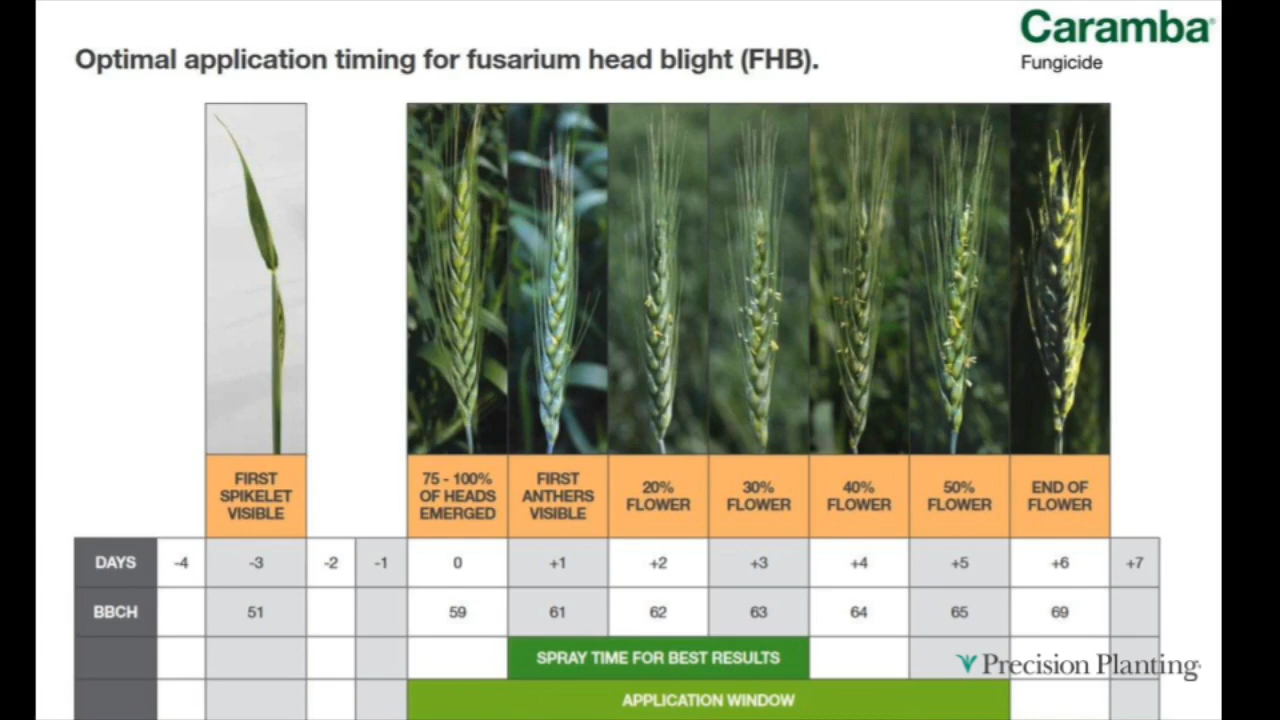 Caramba®
Fungicide
Optimal application timing for fusarium head blight (FHB).
FIRST
SPIKELET
VISIBLE
75 - 100%
OF HEADS
EMERGED
FIRST
ANTHERS
VISIBLE
20%
FLOWER
30%
FLOWER
40%
FLOWER
50%
FLOWER
END OF
FLOWER
DAYS -4 -3 -2 -1 0 +1 +2 +3 +4 +5 +6 +7
BBCH 51 59 61 62 63 64 65 69
SPRAY TIME FOR BEST RESULTS
Precision Planting
APPLICATION WINDOW